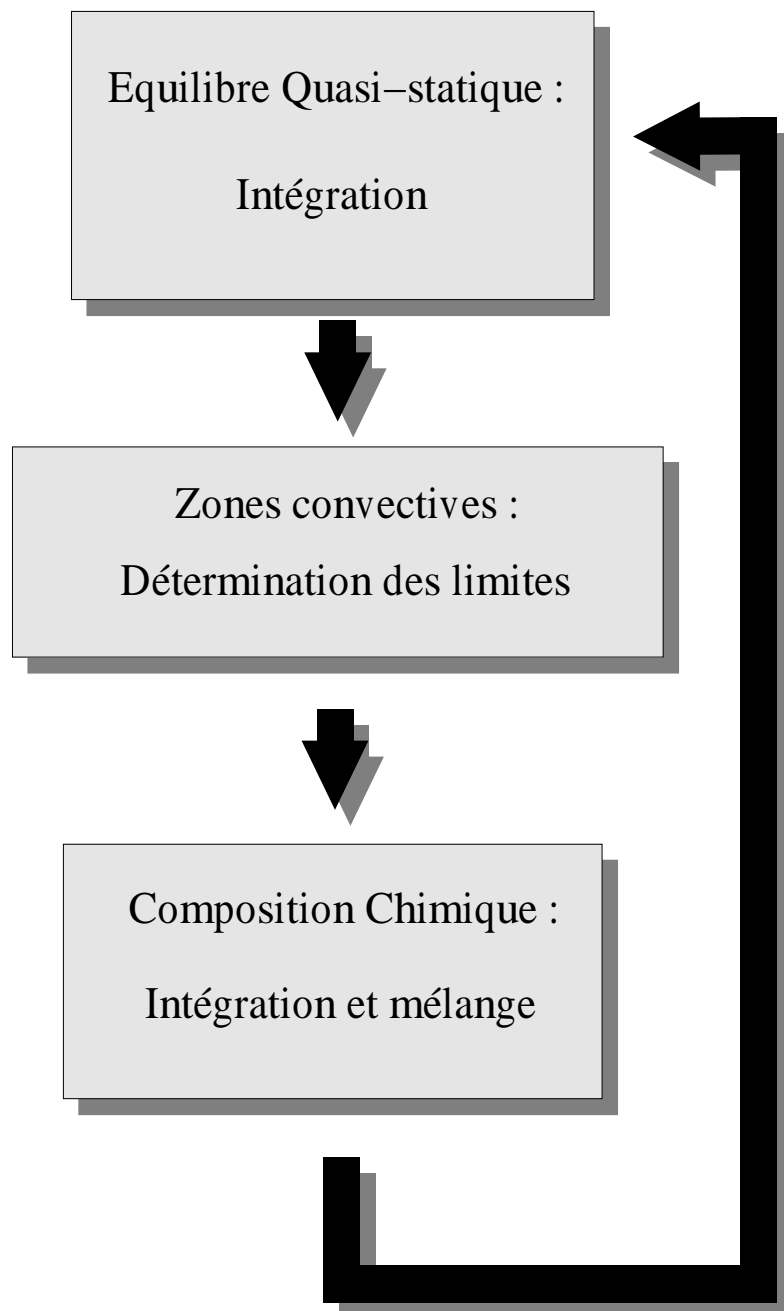 Equilibre Quasi−statique :
Intégration
Zones convectives :
Détermination des limites
Composition Chimique :
Intégration et mélange